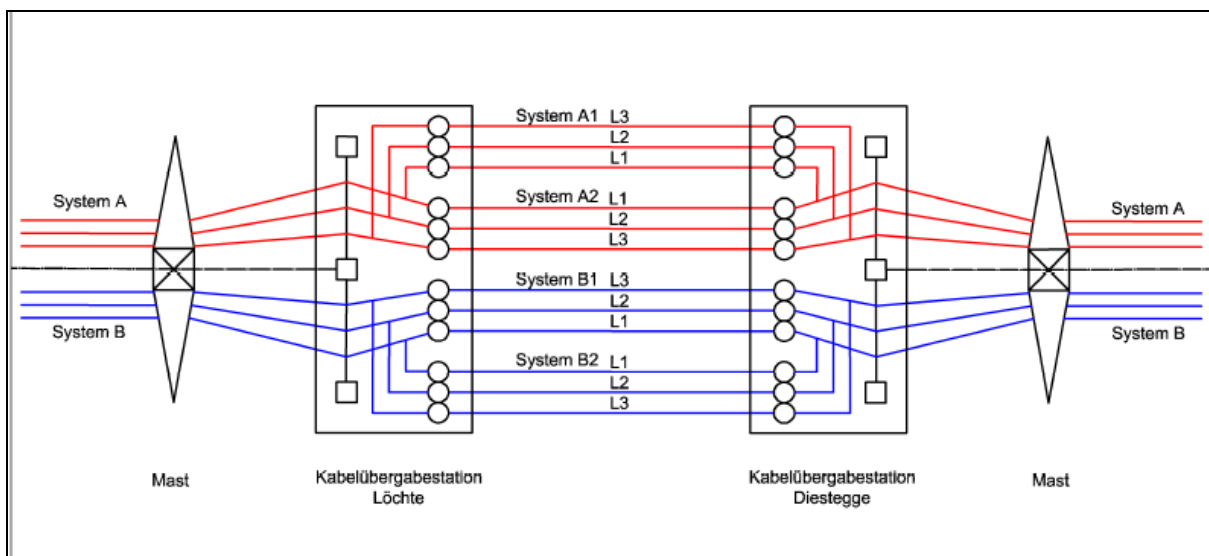 System A1 L3
L2
L1
System A
System A2 L1
System A
L2
L3
System B1 L3
L2
System B
L1
System B
System B2 L1
L2
L3
Mast
Kabelübergabestation
Löchte
Kabelübergabestation
Diestegge
Mast